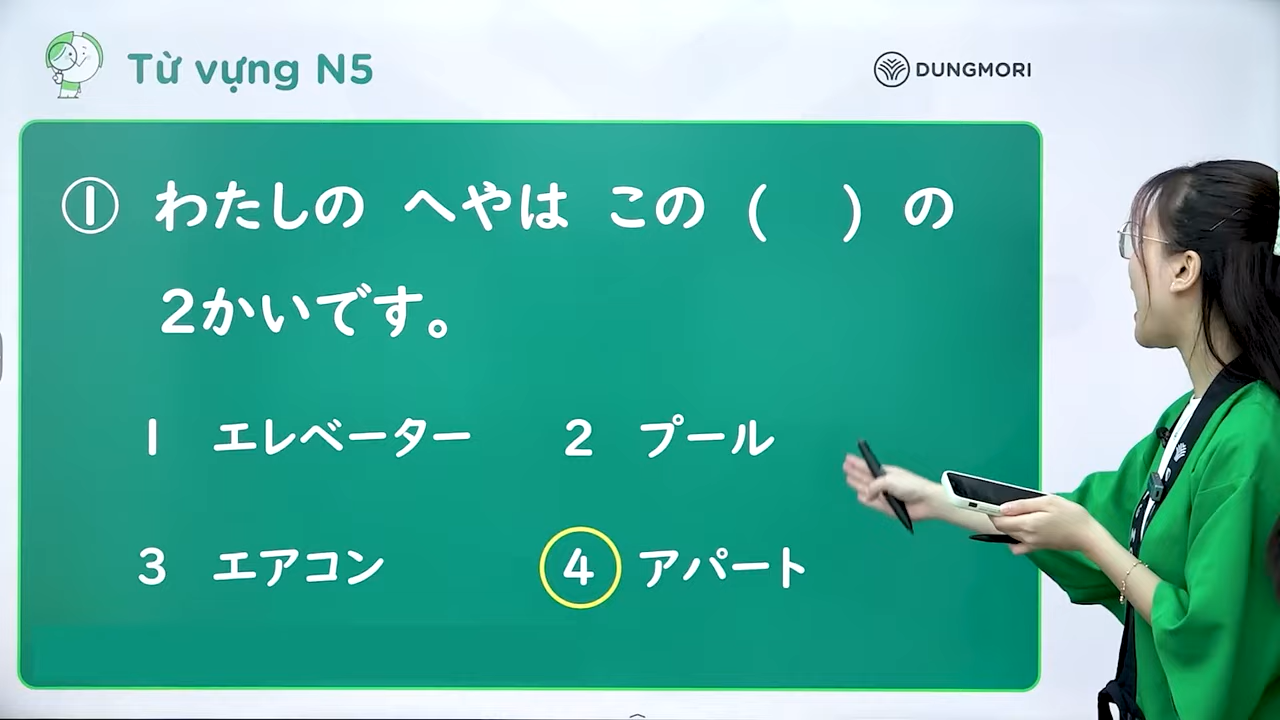 Từ vựng N5
DUNGMORI
① わたしの へやは この ( ) の
2かいです。
1 エレベーター 2 プール
3 エアコン 4 アパート